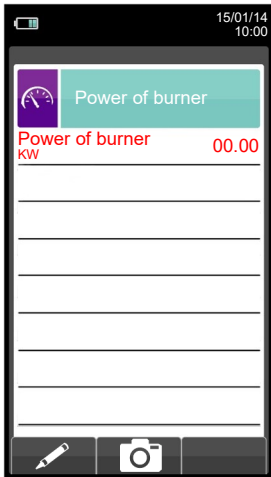 15/01/14
10:00
Power of burner
Power of burner 00.00
KW